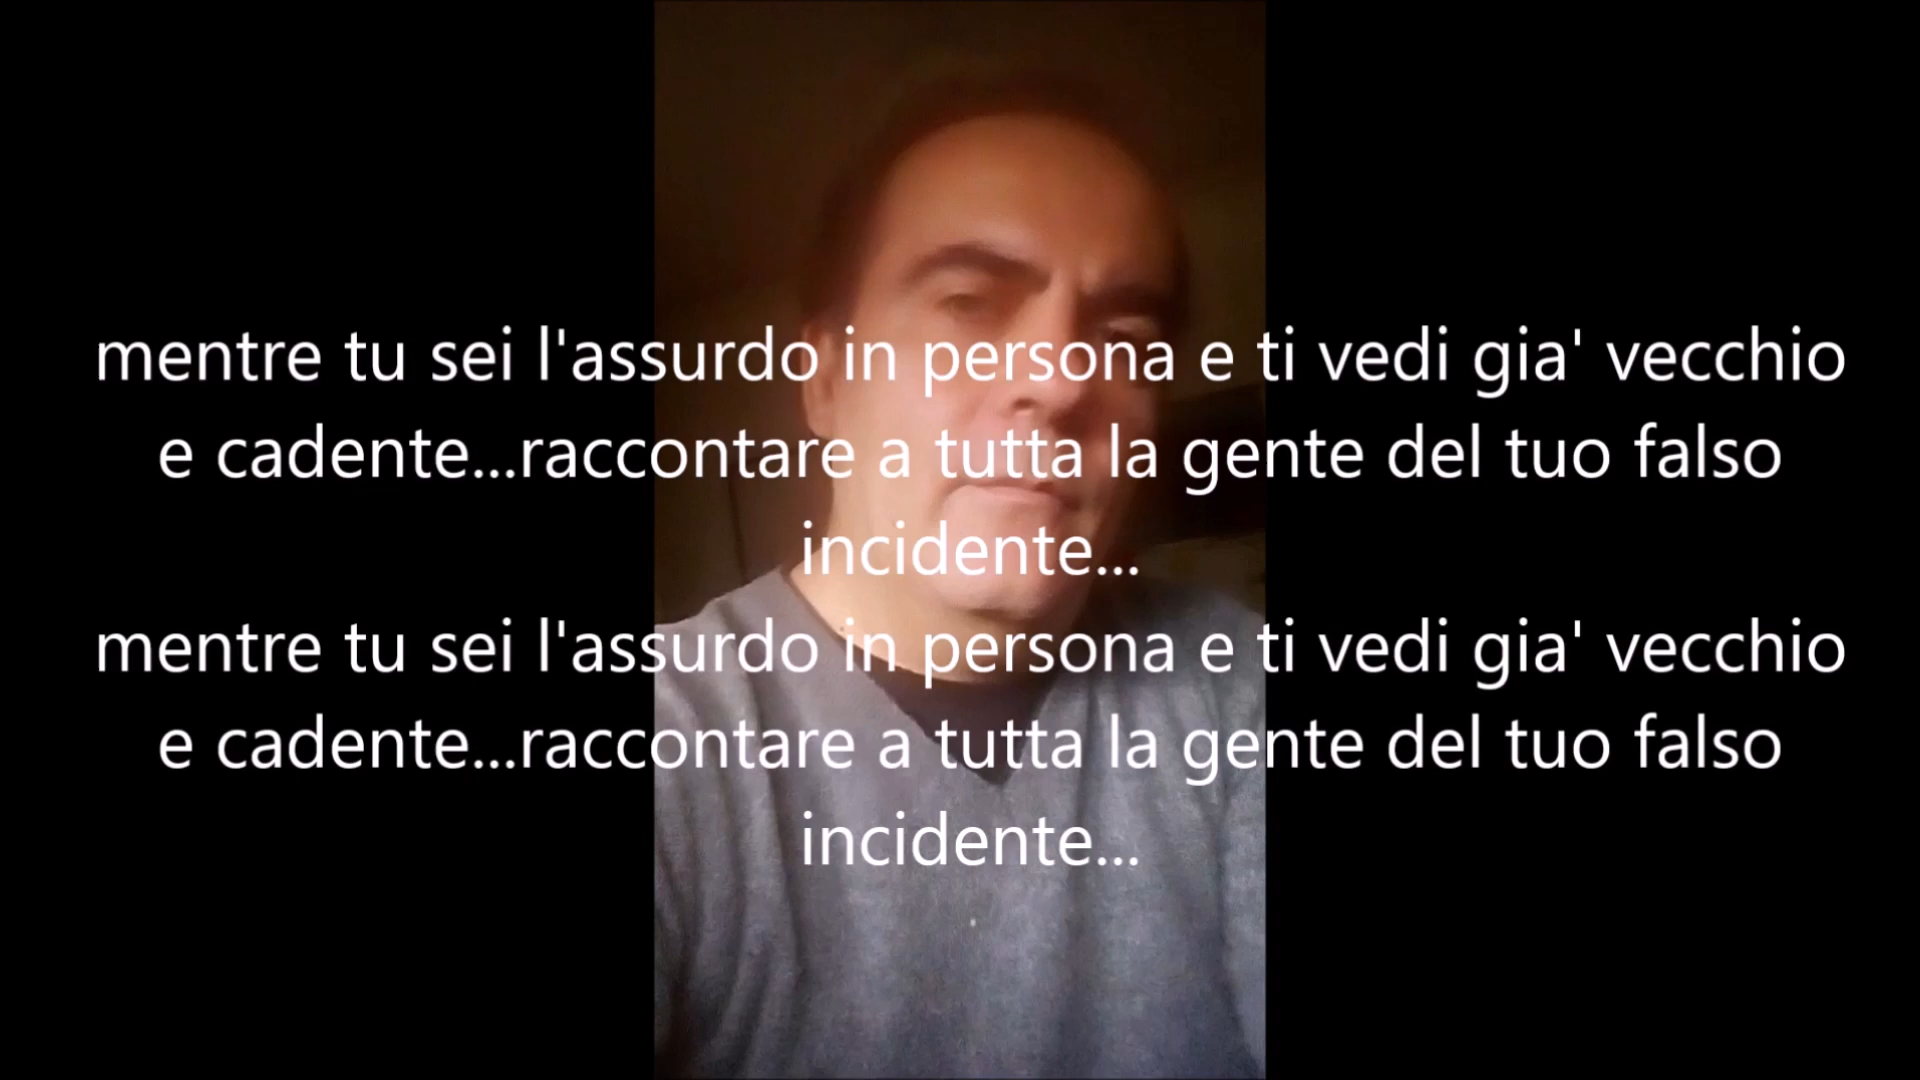 mentre tu sei l'assurdo in persona e ti vedi gia' vecchio
e cadente...raccontare a tutta la gente del tuo falso
incidente...
mentre tu sei l'assurdo in persona e ti vedi gia' vecchio
e cadente...raccontare a tutta la gente del tuo falso
incidente...